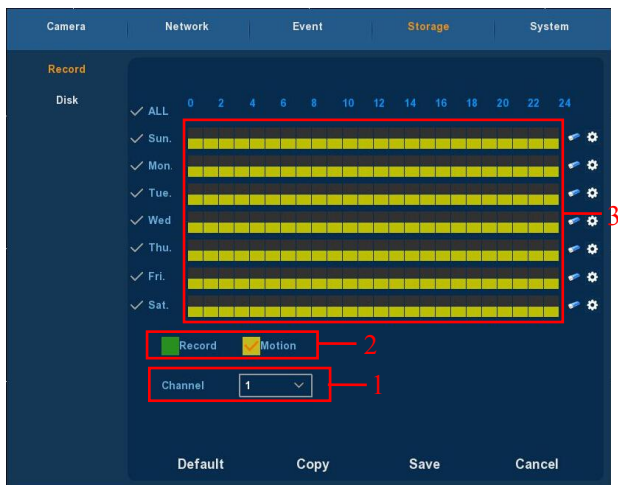 Camera Network Event Storage System
Record
Disk
0 2 4 6 8 10 12 14 16 18 20 22 24
ALL
Sun.
Mon.
Tue.
Wed
3
Thu.
Fri.
Sat.
Record Motion 2
Channel 1 1
Default Copy Save Cancel